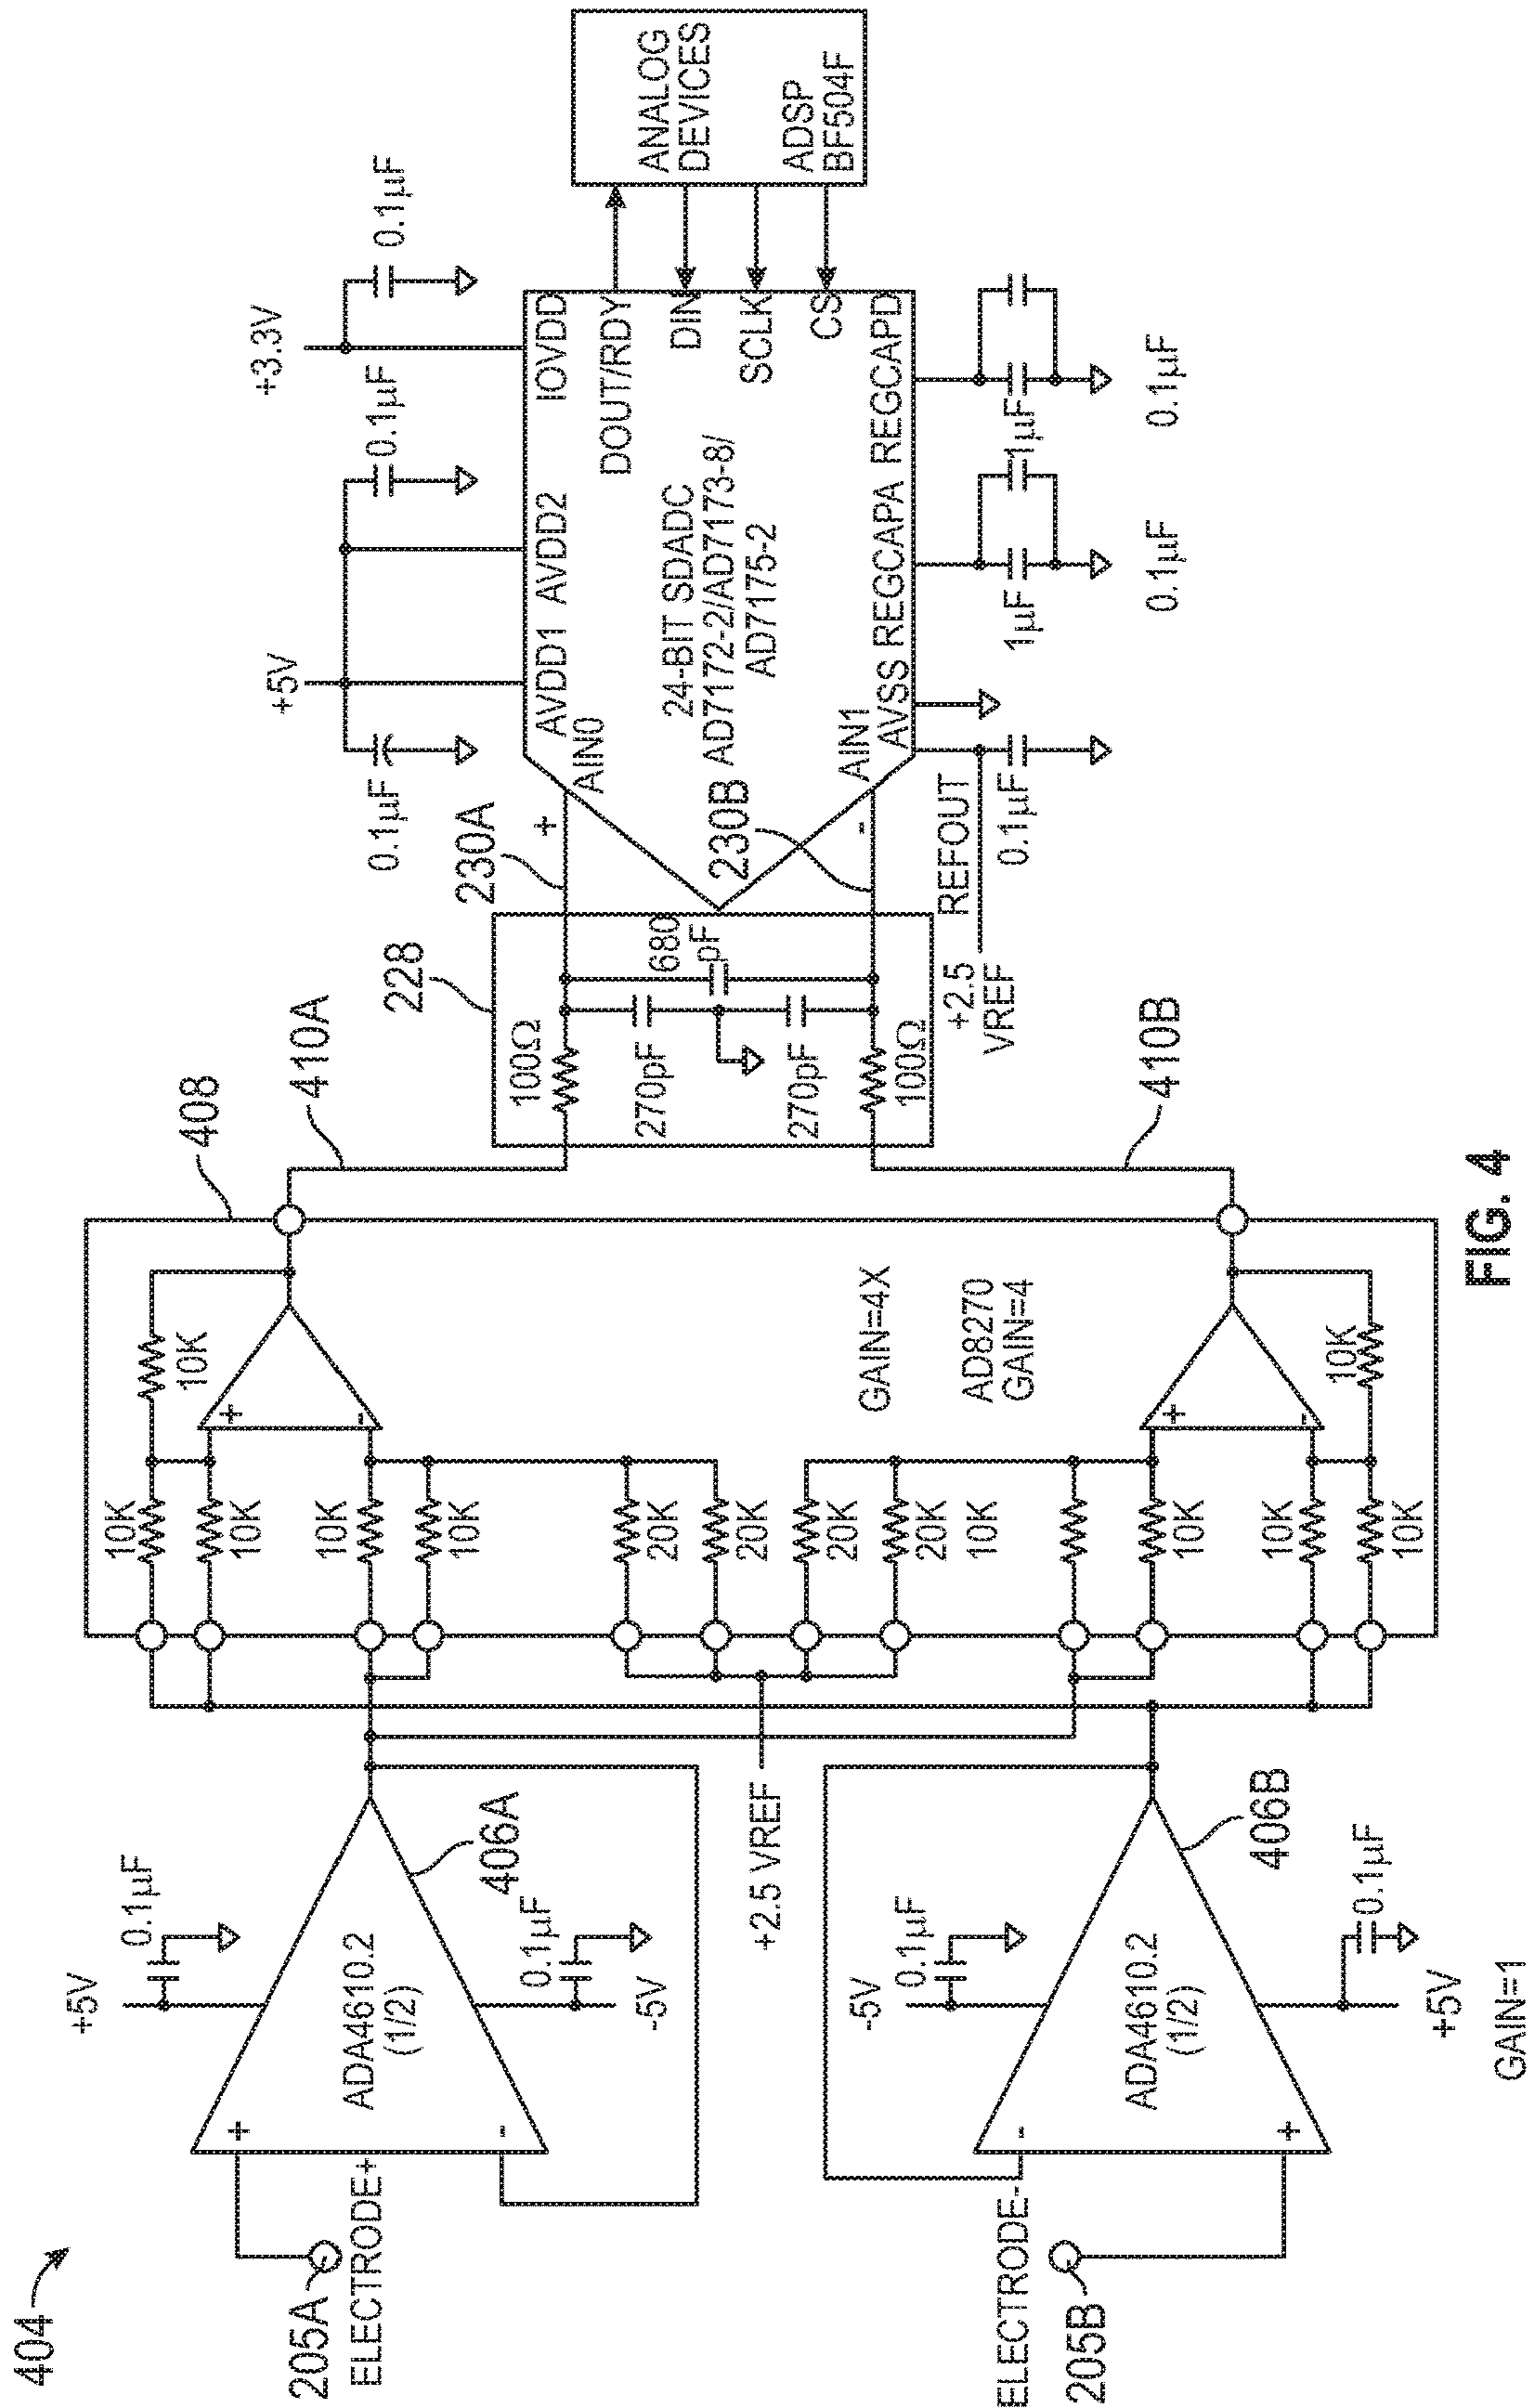 404
205A
ELECTRODE+
+5V
0.1µF
+
-
ADA4610.2
(1/2)
406A
0.1µF
-5V
+2.5 VREF
ELECTRODE-
205B
-5V
0.1µF
-
+
ADA4610.2
(1/2)
406B
+5V
0.1µF
GAIN=1
408
10K
10K
10K
10K
10K
+
-
20K
20K
20K
20K
10K
GAIN=4X
AD8270
GAIN=4
10K
10K
10K
+
-
10K
410A
410B
228
100Ω
270pF
680
pF
270pF
100Ω
230A
+
230B
-
+2.5
VREF
REFOUT
0.1µF
0.1µF
+5V
0.1µF
+3.3V
0.1µF
AVDD1 AVDD2 IOVDD
AIN0
DOUT/RDY
24-BIT SDADC
AD7172-2/AD7173-8/
AD7175-2
DIN
SCLK
CS
AIN1
AVSS REGCAPA REGCAPD
1µF
1µF
0.1µF
0.1µF
ANALOG
DEVICES
ADSP
BF504F
FIG. 4